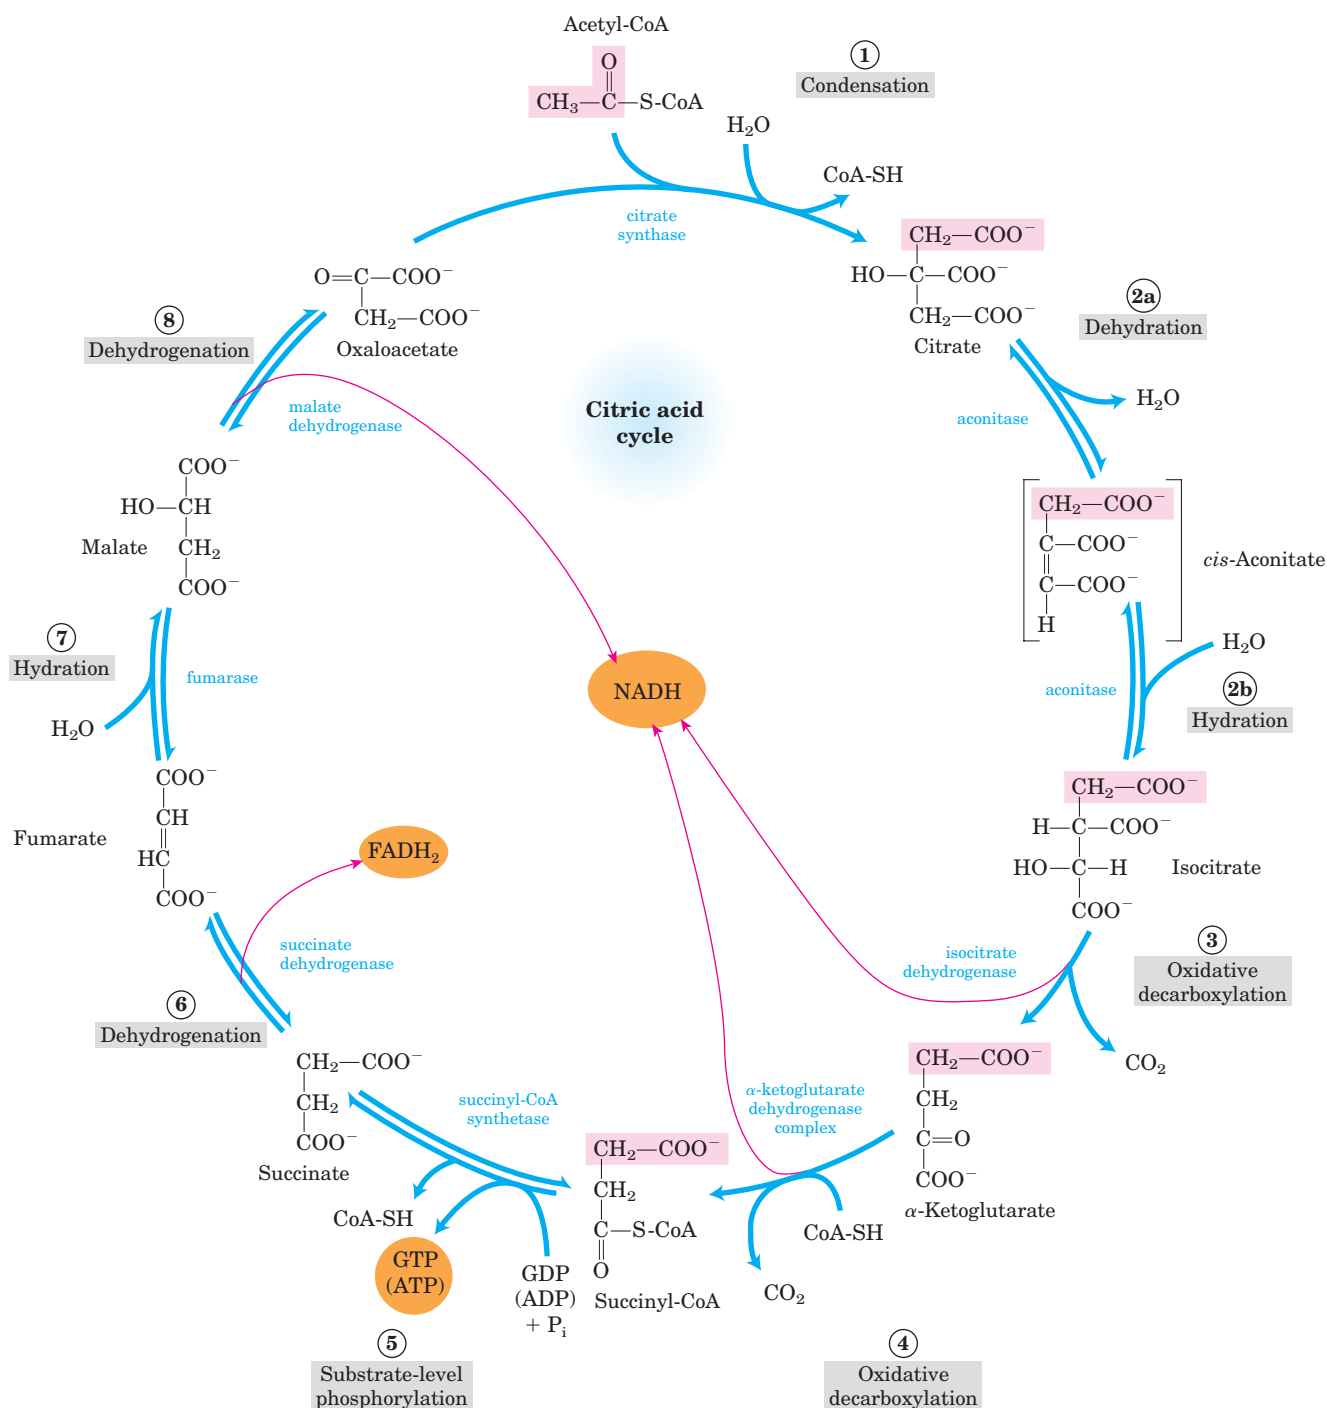 Acetyl-CoA
O
CH₃—C—S-CoA
①
Condensation
H₂O
CoA-SH
citrate
synthase
CH₂—COO⁻
HO—C—COO⁻
CH₂—COO⁻
Citrate
2a
Dehydration
H₂O
aconitase
CH₂—COO⁻
C—COO⁻
C—COO⁻
H
cis-Aconitate
H₂O
aconitase
2b
Hydration
CH₂—COO⁻
H—C—COO⁻
HO—C—H
COO⁻
Isocitrate
isocitrate
dehydrogenase
③
Oxidative
decarboxylation
CO₂
CH₂—COO⁻
CH₂
C=O
COO⁻
α-Ketoglutarate
α-ketoglutarate
dehydrogenase
complex
CoA-SH
CO₂
④
Oxidative
decarboxylation
CH₂—COO⁻
CH₂
C—S-CoA
O
Succinyl-CoA
succinyl-CoA
synthetase
GDP
(ADP)
+ Pᵢ
GTP
(ATP)
CoA-SH
⑤
Substrate-level
phosphorylation
CH₂—COO⁻
CH₂
COO⁻
Succinate
succinate
dehydrogenase
⑥
Dehydrogenation
FADH₂
COO⁻
CH
HC
COO⁻
Fumarate
fumarase
H₂O
⑦
Hydration
COO⁻
HO—CH
CH₂
COO⁻
Malate
malate
dehydrogenase
⑧
Dehydrogenation
O=C—COO⁻
CH₂—COO⁻
Oxaloacetate
Citric acid
cycle
NADH